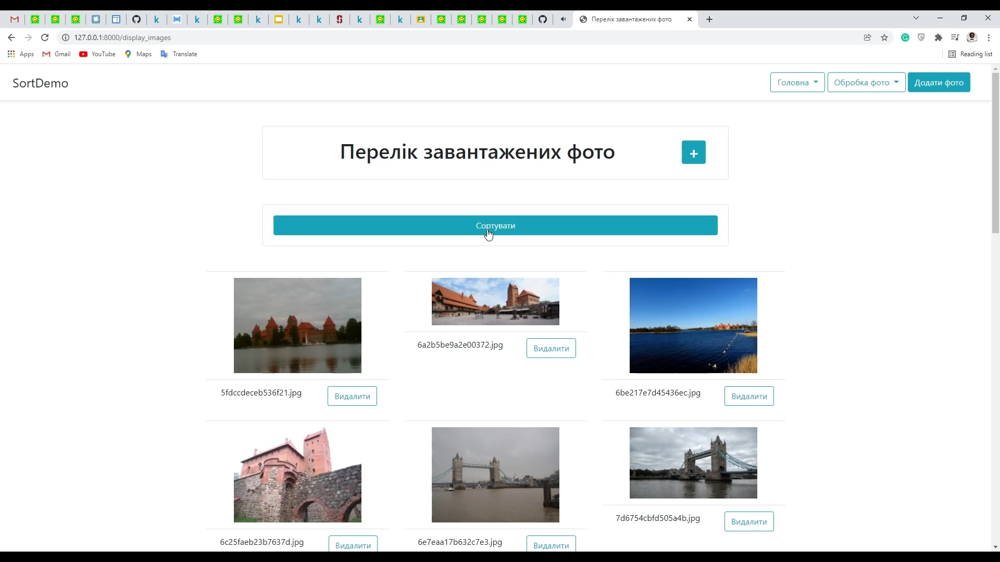 Перелік завантажених фото
127.0.0.1:8000/display_images
Apps Gmail YouTube Maps Translate Reading list
SortDemo Головна Обробка фото Додати фото
Перелік завантажених фото +
Сортувати
5fdccdeceb536f21.jpg Видалити
6a2b5be9a2e00372.jpg Видалити
6be217e7d45436ec.jpg Видалити
6c25faeb23b7637d.jpg Видалити
6e7eaa17b632c7e3.jpg Видалити
7d6754cbfd505a4b.jpg Видалити